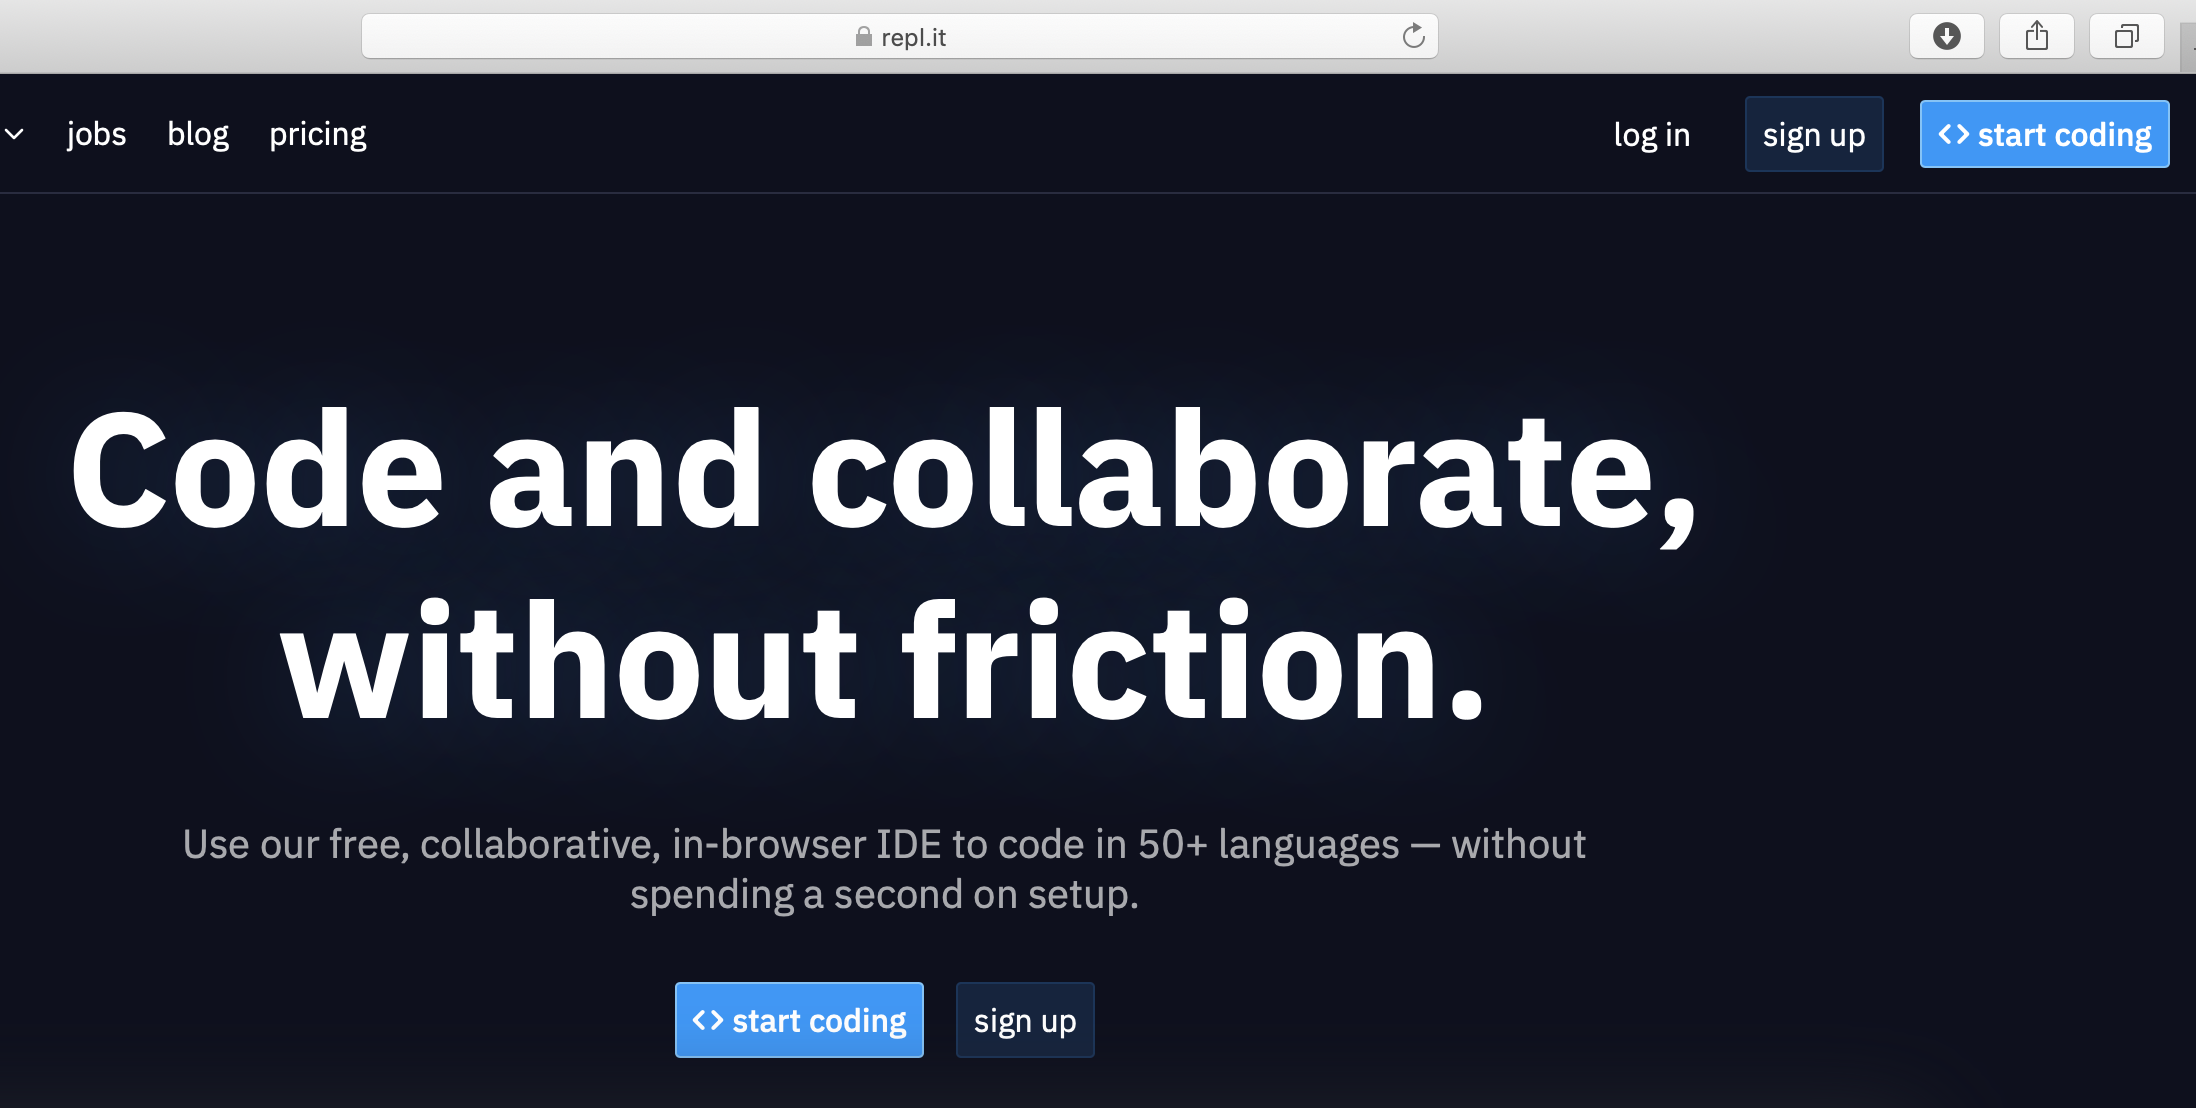 repl.it
jobs blog pricing log in sign up <> start coding
Code and collaborate,
without friction.
Use our free, collaborative, in-browser IDE to code in 50+ languages — without
spending a second on setup.
<> start coding sign up